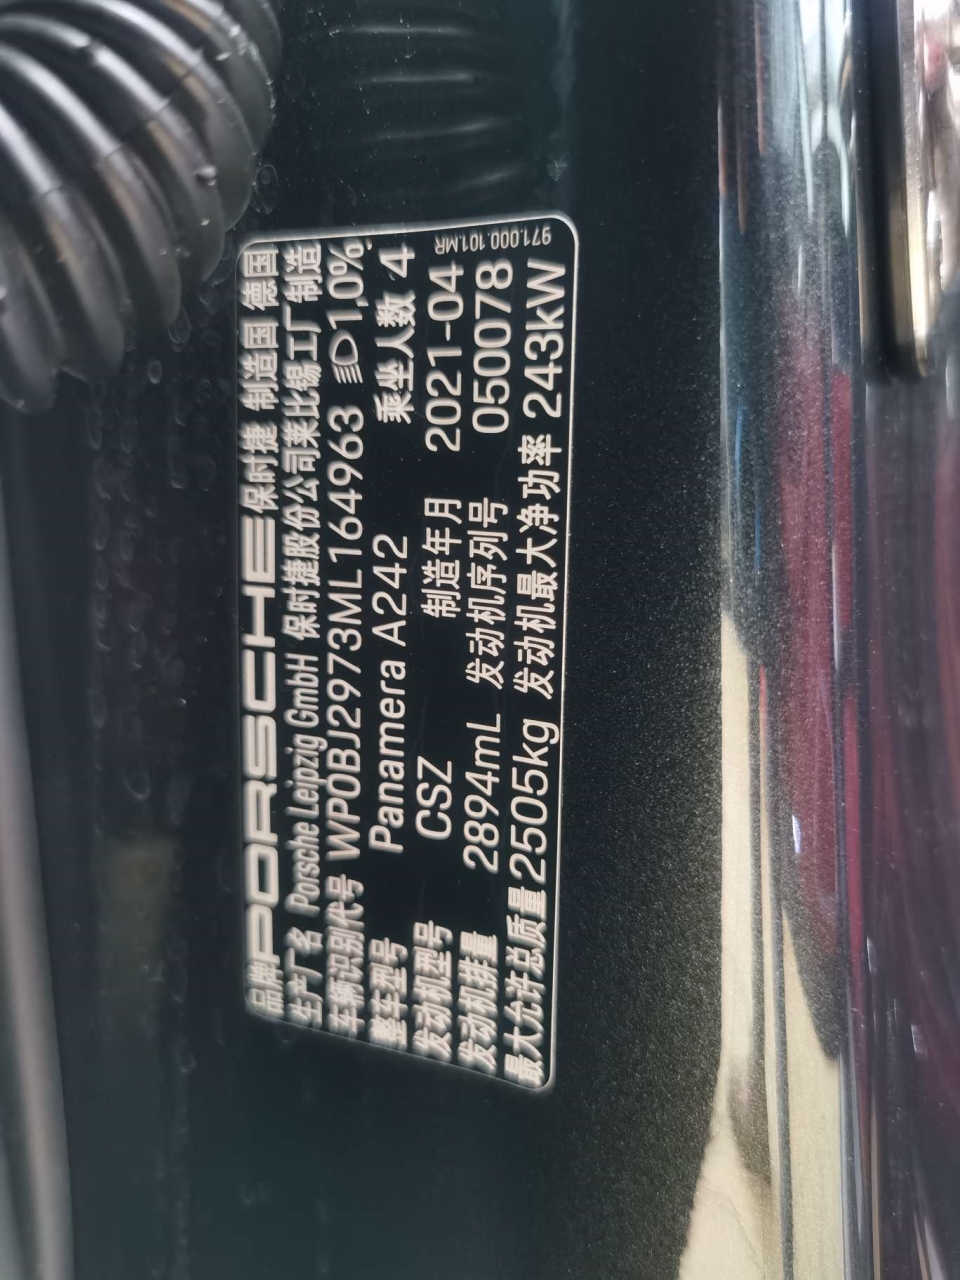 品牌 PORSCHE 保时捷 制造国 德国
生产厂名 Porsche Leipzig GmbH 保时捷股份公司莱比锡工厂制造
车辆识别代号 WP0BJ2973ML164963 1,0%
整车型号 Panamera A242 乘坐人数 4
发动机型号 CSZ 制造年月 2021-04
发动机排量 2894mL 发动机序列号 050078
最大允许总质量 2505kg 发动机最大净功率 243kW
971.000.101.MR